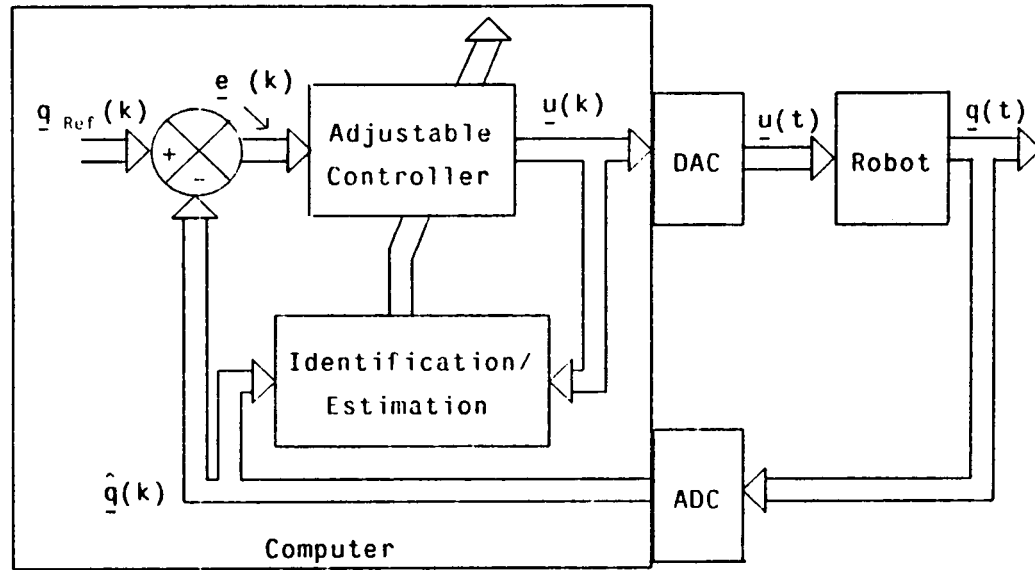 q Ref (k)
e (k)
+
-
Adjustable
Controller
u(k)
DAC
u(t)
Robot
q(t)
Identification/
Estimation
q̂(k)
ADC
Computer